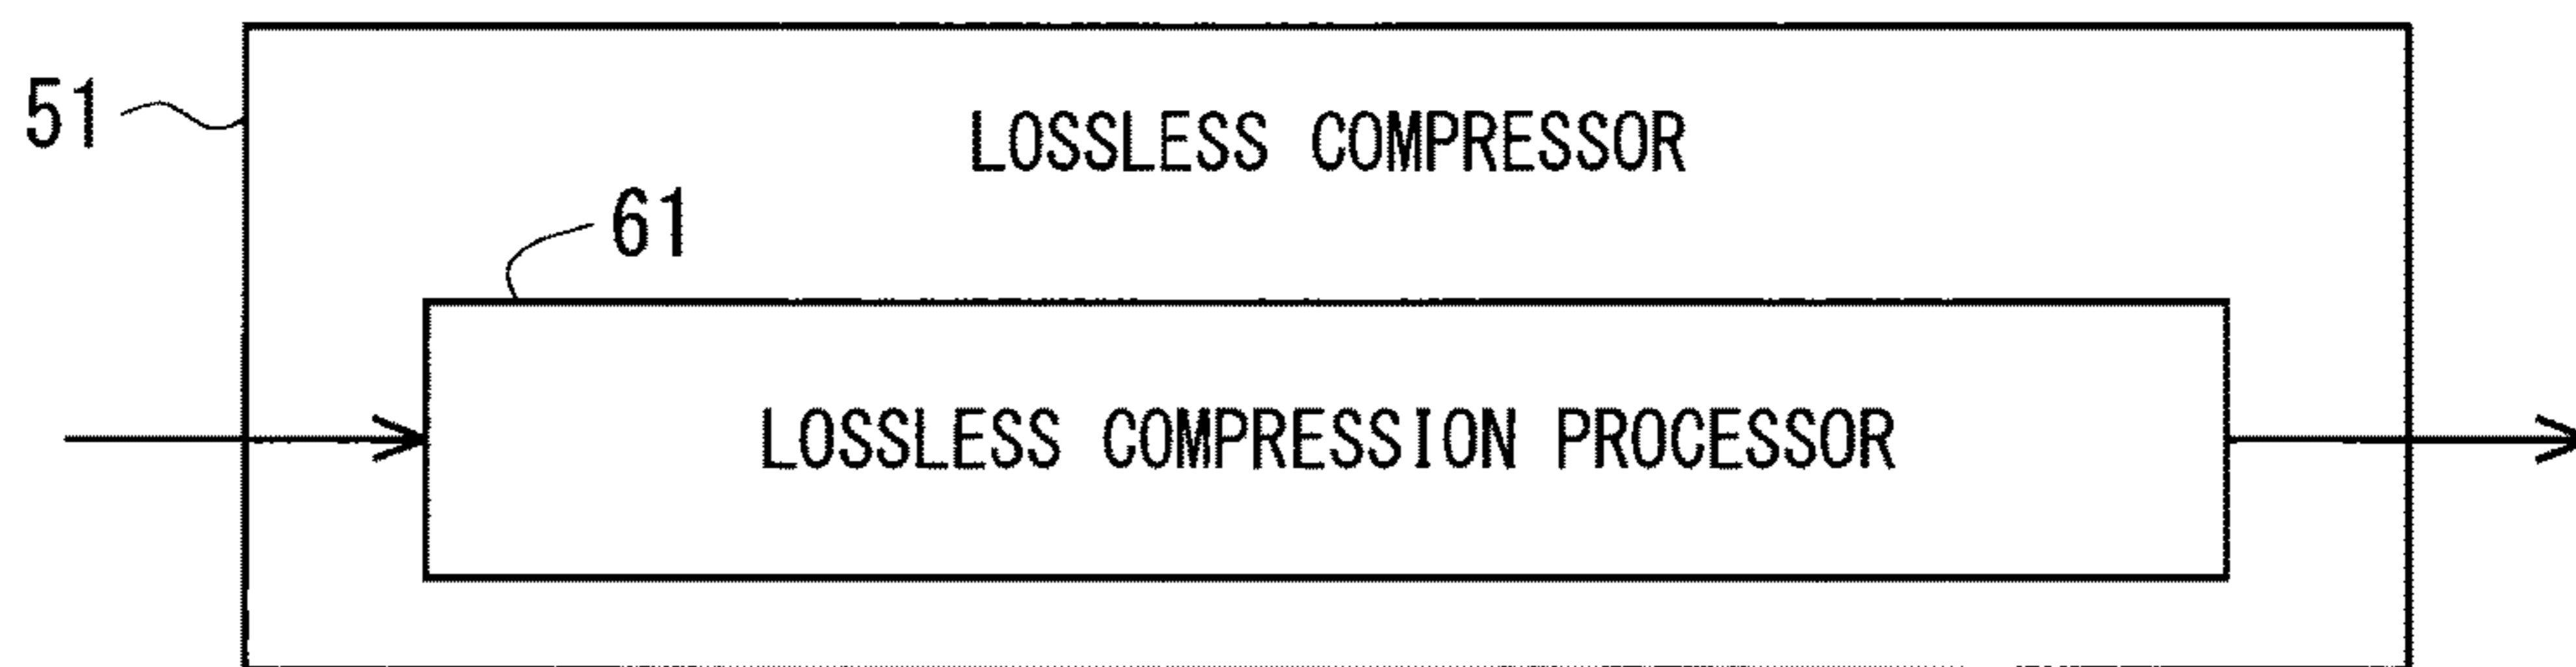 51
LOSSLESS COMPRESSOR
61
LOSSLESS COMPRESSION PROCESSOR